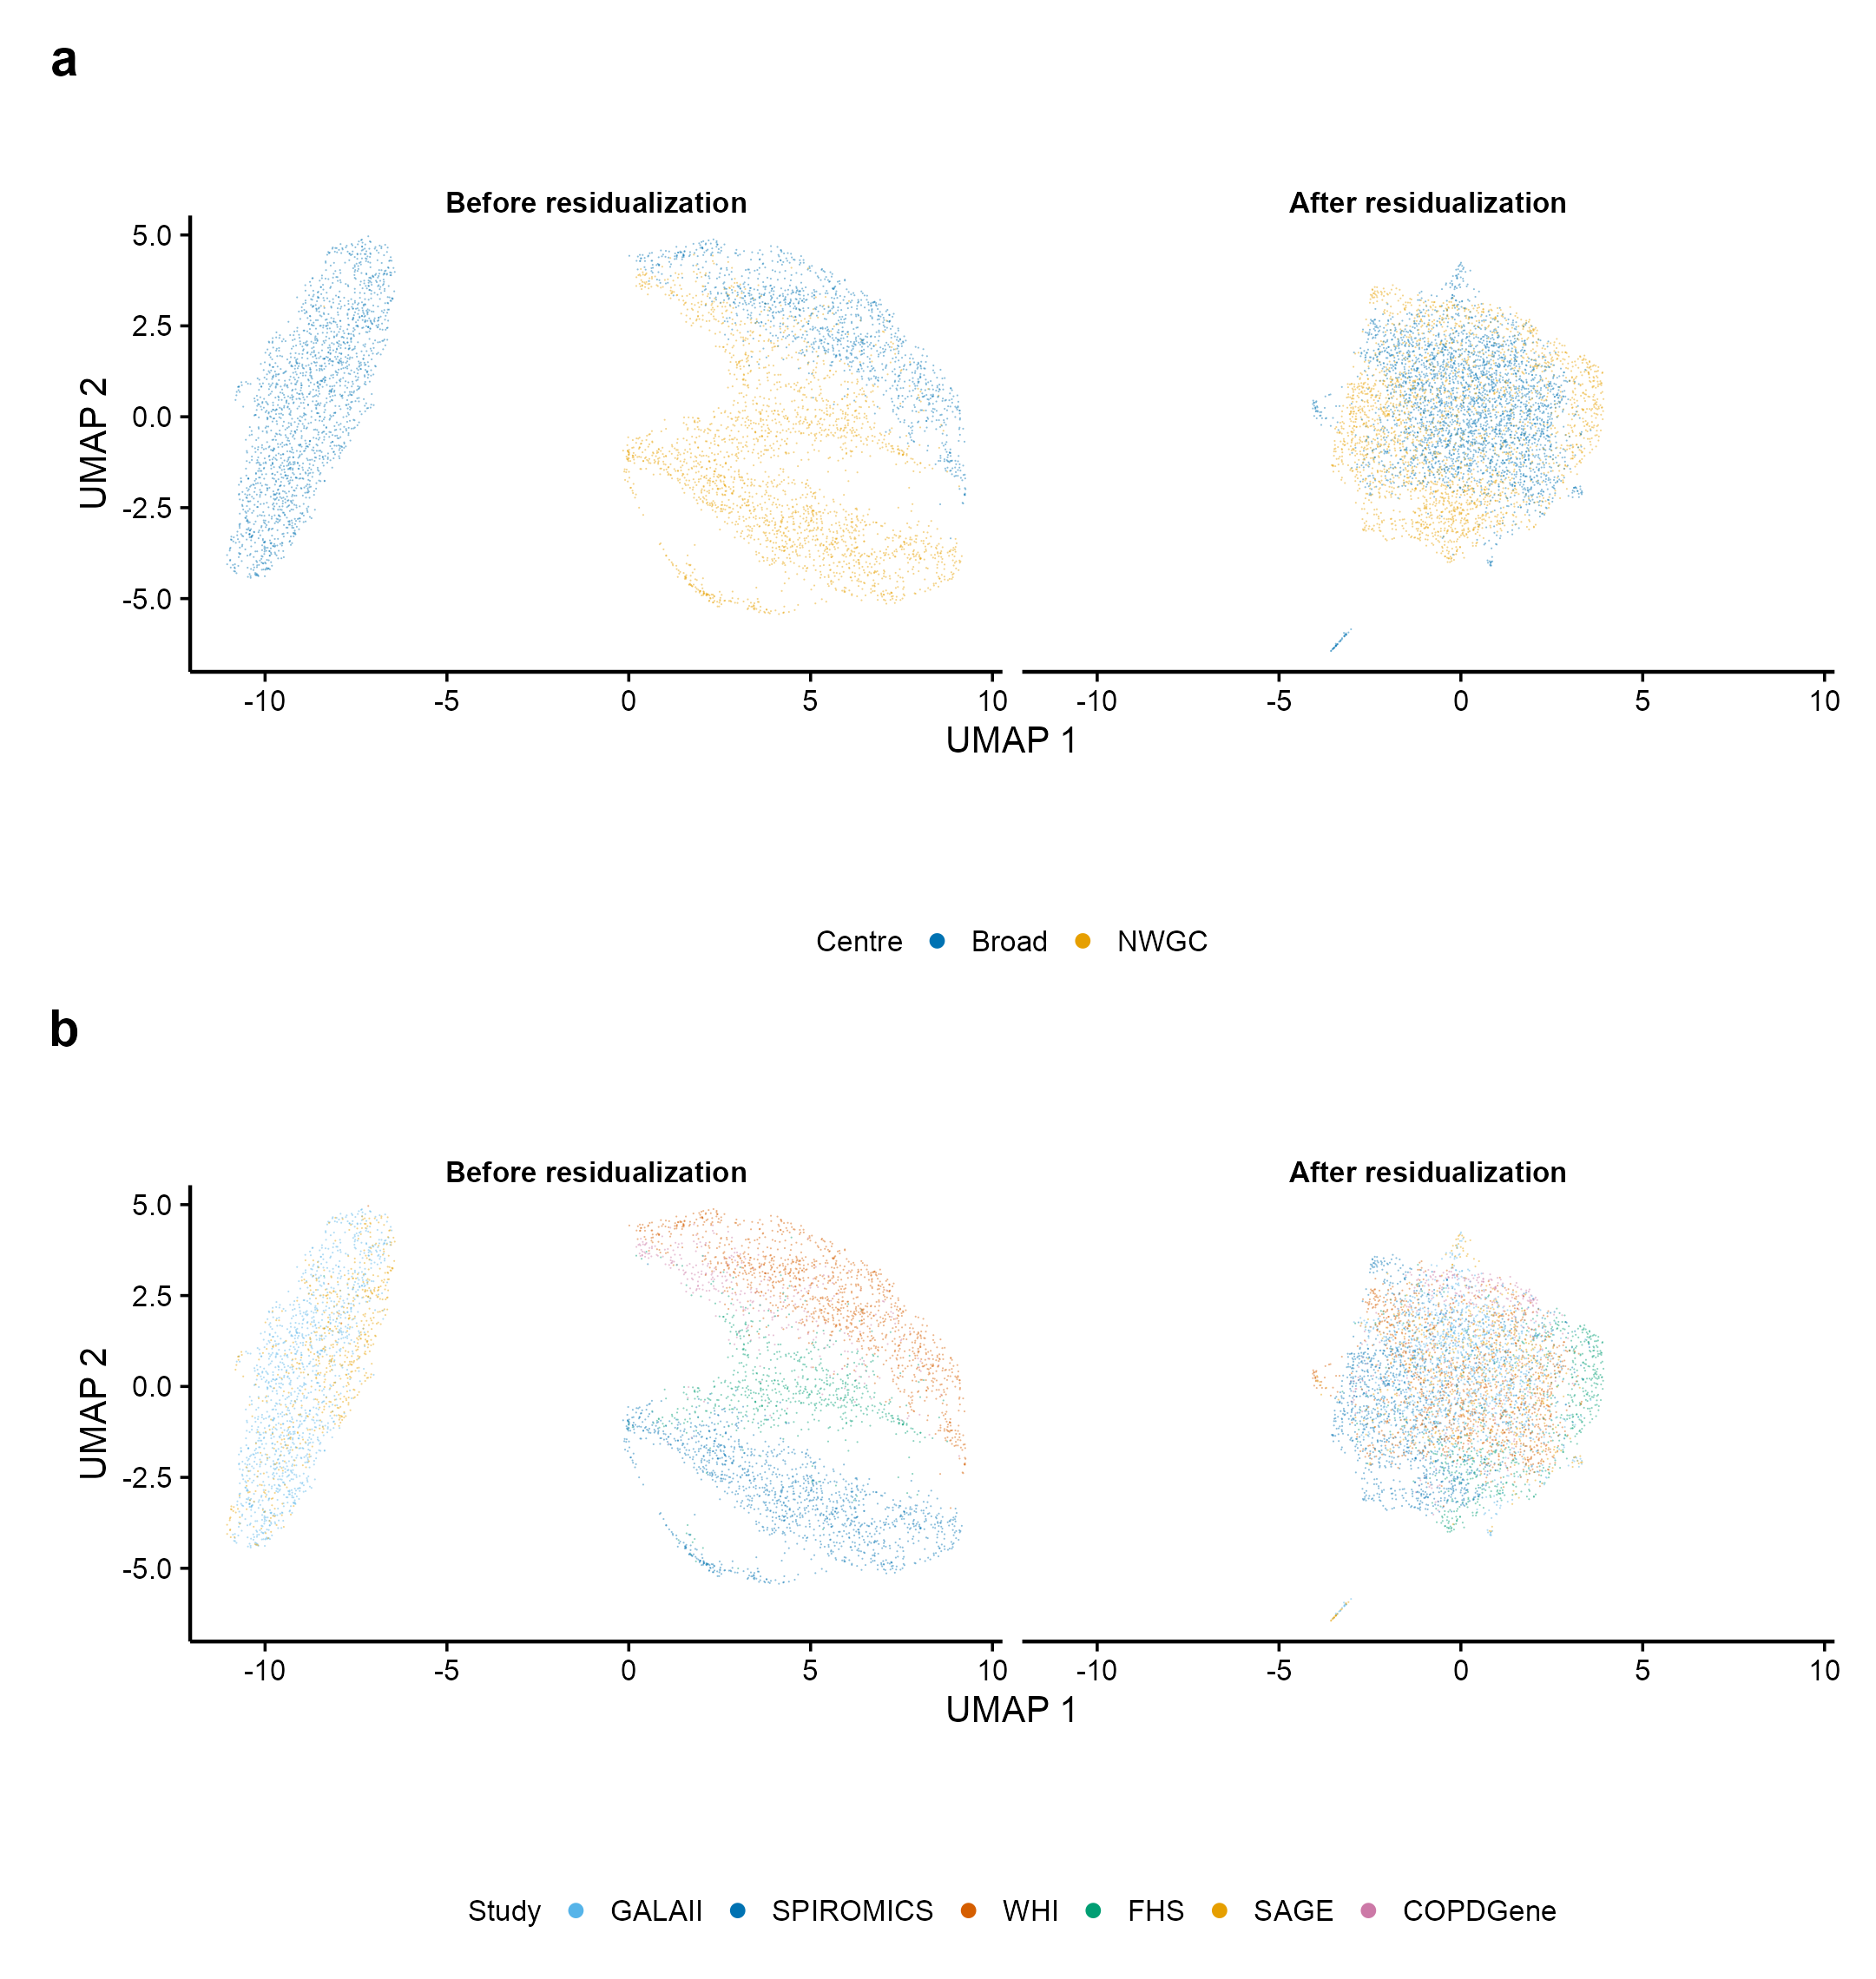 a
Before residualization After residualization
5.0
2.5
0.0
-2.5
-5.0
UMAP 2
-10 -5 0 5 10 -10 -5 0 5 10
UMAP 1
Centre Broad NWGC
b
Before residualization After residualization
5.0
2.5
0.0
-2.5
-5.0
UMAP 2
-10 -5 0 5 10 -10 -5 0 5 10
UMAP 1
Study GALAII SPIROMICS WHI FHS SAGE COPDGene